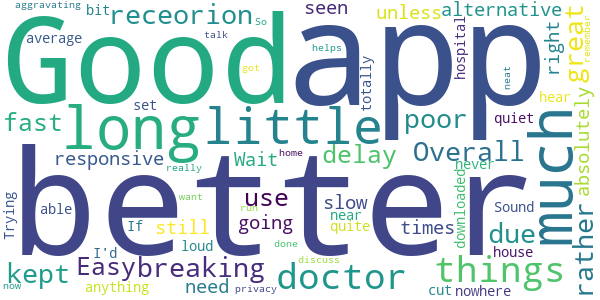 aggravating
bit
receorion
seen
unless
alternative
So
Good
app
average
talk
helps
hospital
right
great
remember
got
totally
neat
set
long
little
poor
quiet
hear
fast
absolutely
responsive
Wait
delay
Overall
never
much
really
home
better
Trying
able
want
use
slow
near
times
downloaded
Sound
rather
If
still
run
going
quite
due
I'd
loud
done
house
kept
Easy
breaking
discuss
doctor
things
now
anything
need
privacy
cut
nowhere